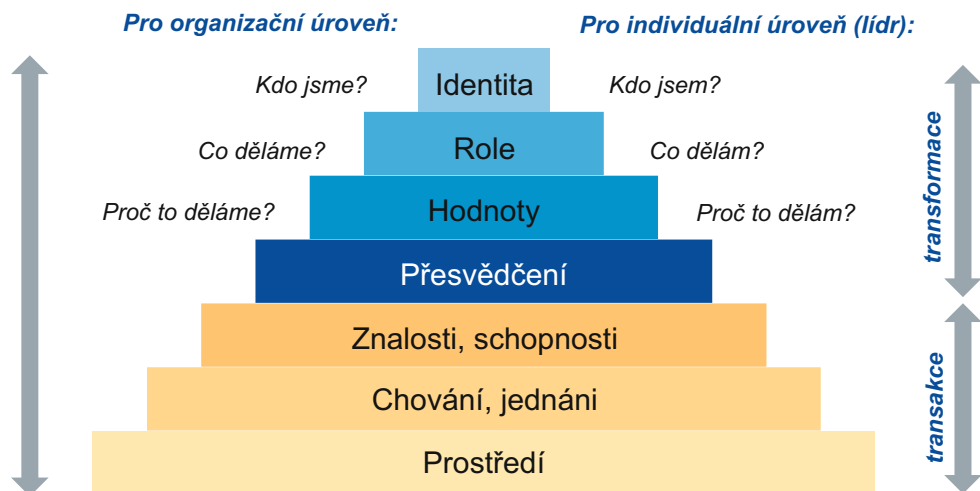 Pro organizační úroveň:
Pro individuální úroveň (lídr):
Kdo jsme?
Identita
Kdo jsem?
Co děláme?
Role
Co dělám?
Proč to děláme?
Hodnoty
Proč to dělám?
Přesvědčení
Znalosti, schopnosti
Chování, jednáni
Prostředí
transformace
transakce